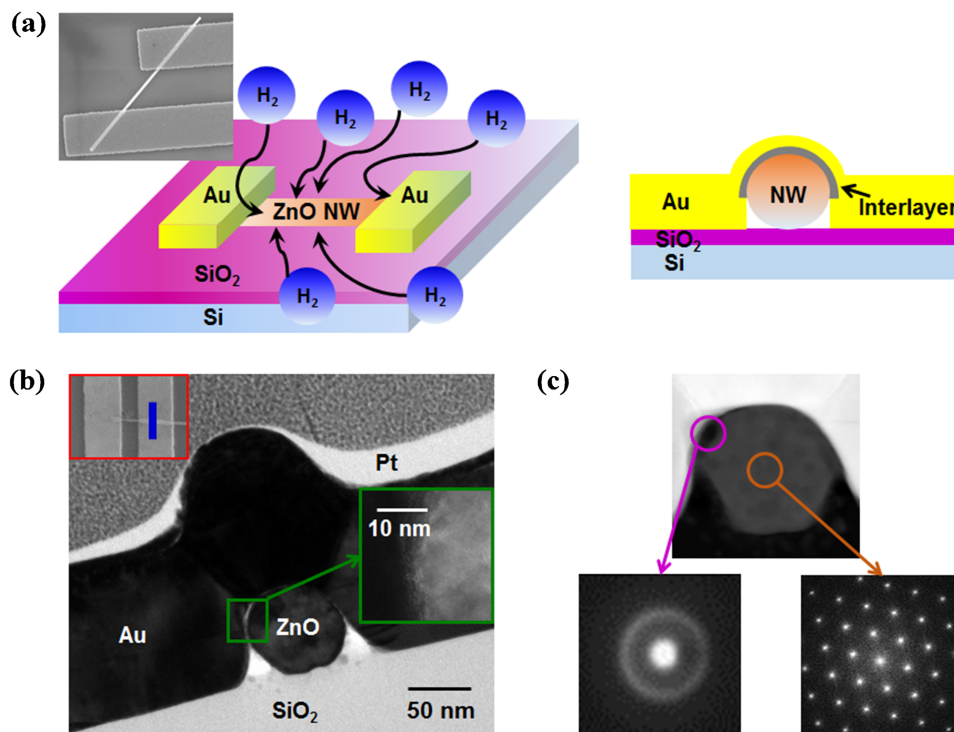 (a)
H₂
H₂
H₂
H₂
Au
Au
ZnO NW
SiO₂
H₂
H₂
Si
NW
Au
Interlayer
SiO₂
Si
(b)
Pt
10 nm
Au
ZnO
SiO₂
50 nm
(c)